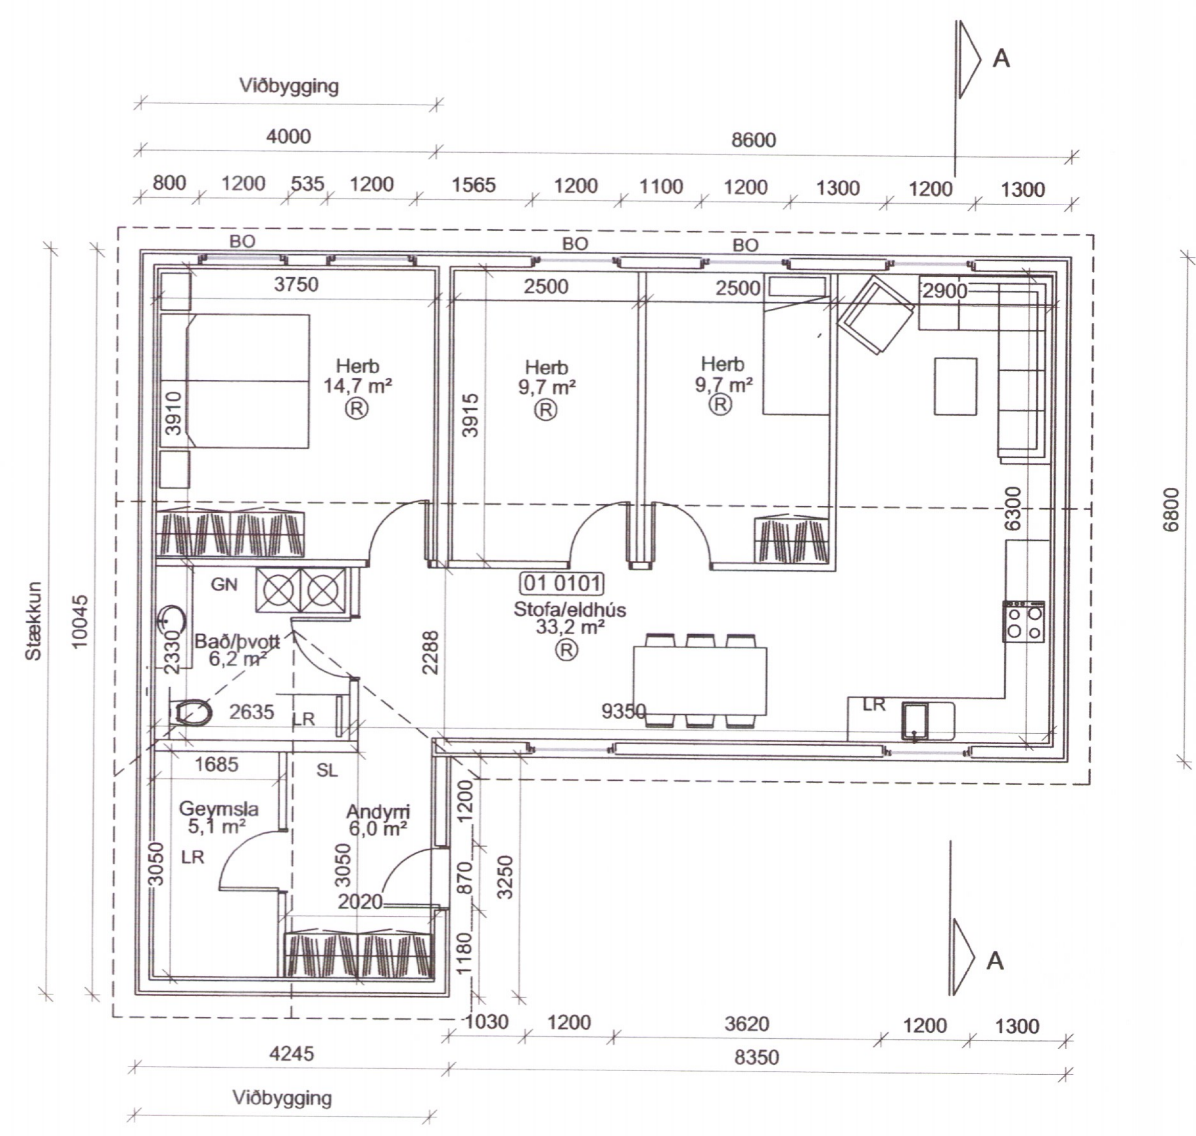 A
Viðbygging
4000
8600
800 1200 535 1200 1565 1200 1100 1200 1300 1200 1300
BO BO BO
3750 2500 2500 2900
Herb
14,7 m²
R
Herb
9,7 m²
R
Herb
9,7 m²
R
3910
3915
6300
6800
Stækkun
10045
GN
01 0101
Stofa/eldhús
33,2 m²
R
Bað/þvott
6,2 m²
2330
2288
2635
LR
9350
LR
1685
SL
Geymsla
5,1 m²
LR
Andyrri
6,0 m²
3050
3050
2020
1200
870
1180
3250
A
1030 1200 3620 1200 1300
4245
8350
Viðbygging